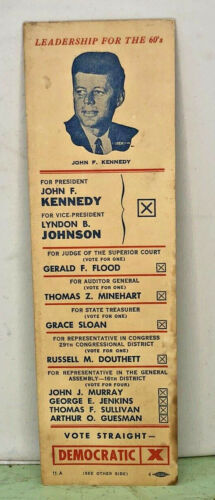 LEADERSHIP FOR THE 60's
JOHN F. KENNEDY
FOR PRESIDENT
JOHN F.
KENNEDY
FOR VICE-PRESIDENT
LYNDON B.
JOHNSON
FOR JUDGE OF THE SUPERIOR COURT
(VOTE FOR ONE)
GERALD F. FLOOD
FOR AUDITOR GENERAL
(VOTE FOR ONE)
THOMAS Z. MINEHART
FOR STATE TREASURER
(VOTE FOR ONE)
GRACE SLOAN
FOR REPRESENTATIVE IN CONGRESS
29TH CONGRESSIONAL DISTRICT
(VOTE FOR ONE)
RUSSELL M. DOUTHETT
FOR REPRESENTATIVE IN THE GENERAL
ASSEMBLY—16TH DISTRICT
(VOTE FOR FOUR)
JOHN J. MURRAY
GEORGE E. JENKINS
THOMAS F. SULLIVAN
ARTHUR O. GUESMAN
VOTE STRAIGHT—
DEMOCRATIC X
11 A (SEE OTHER SIDE)